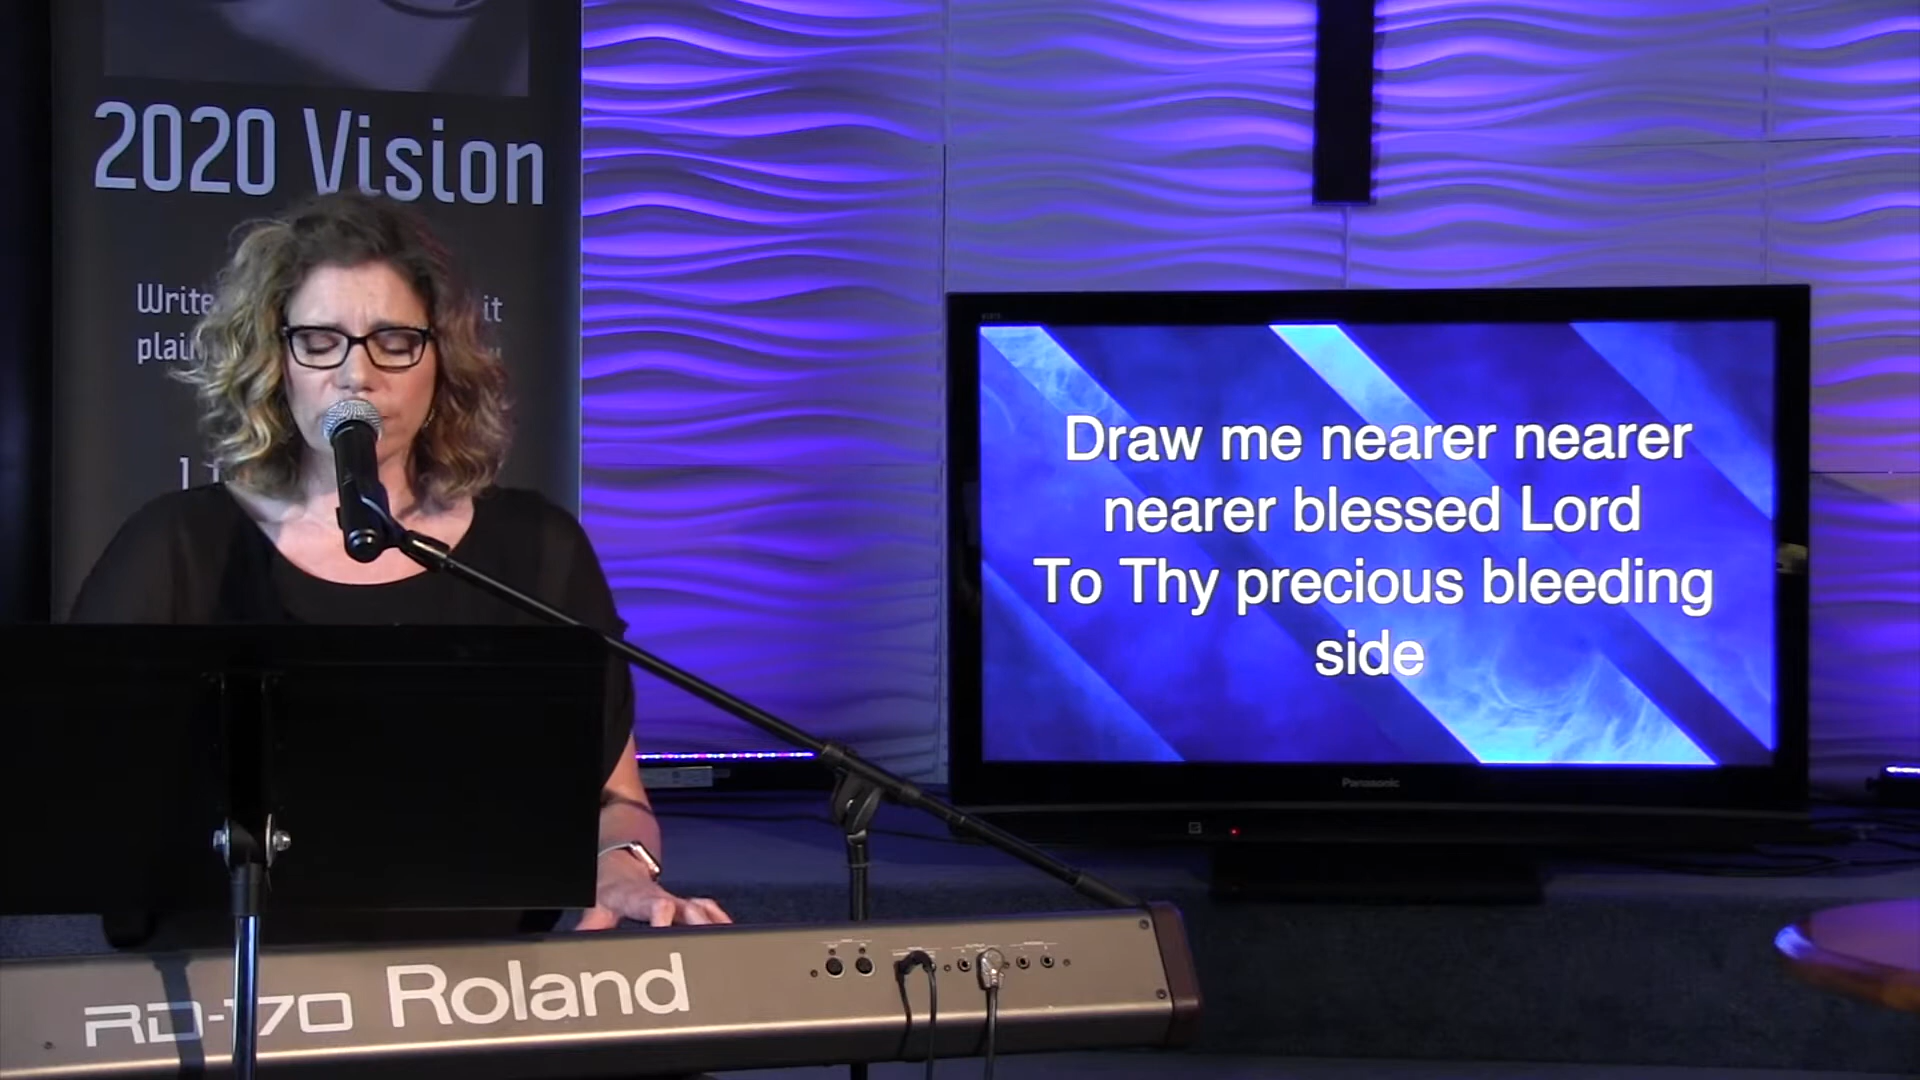 2020 Vision
Write it
plain
Draw me nearer nearer
nearer blessed Lord
To Thy precious bleeding
side
Panasonic
RD-170 Roland